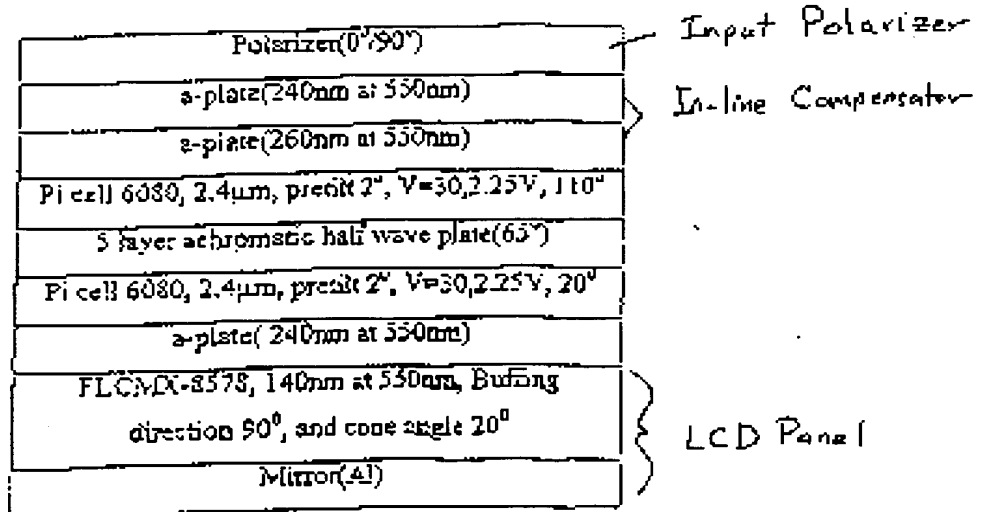 Polarizer(0°/90°)
Input Polarizer
a-plate(240nm at 550nm)
In-line Compensator
a-plate(260nm at 550nm)
Pi cell 6080, 2.4μm, pretilt 2°, V=30,2.25V, 110°
5 layer achromatic half wave plate(65°)
Pi cell 6080, 2.4μm, pretilt 2°, V=30,2.25V, 20°
a-plate( 240nm at 550nm)
140nm at 550nm, Buffing
direction 90°, and cone angle 20°
LCD Panel
Mirror(Al)